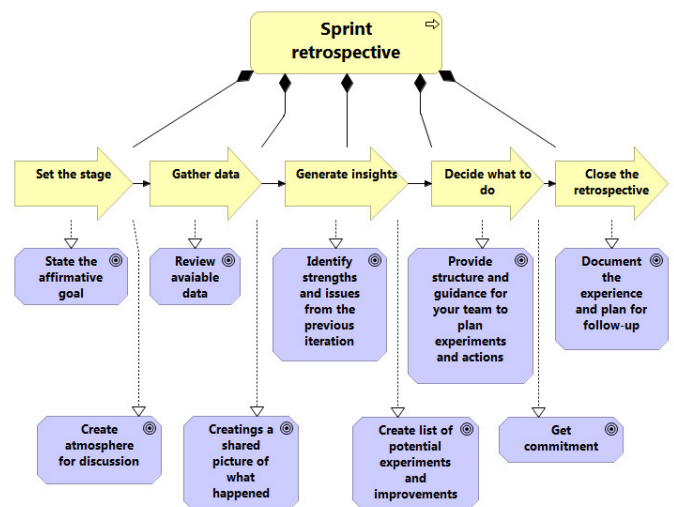 Sprint
retrospective
Set the stage
Gather data
Generate insights
Decide what to
do
Close the
retrospective
State the
affirmative
goal
Review
avaiable
data
Identify
strengths
and issues
from the
previous
iteration
Provide
structure and
guidance for
your team to
plan
experiments
and actions
Document
the
experience
and plan for
follow-up
Create
atmosphere
for discussion
Creatings a
shared
picture of
what
happened
Create list of
potential
experiments
and
improvements
Get
commitment